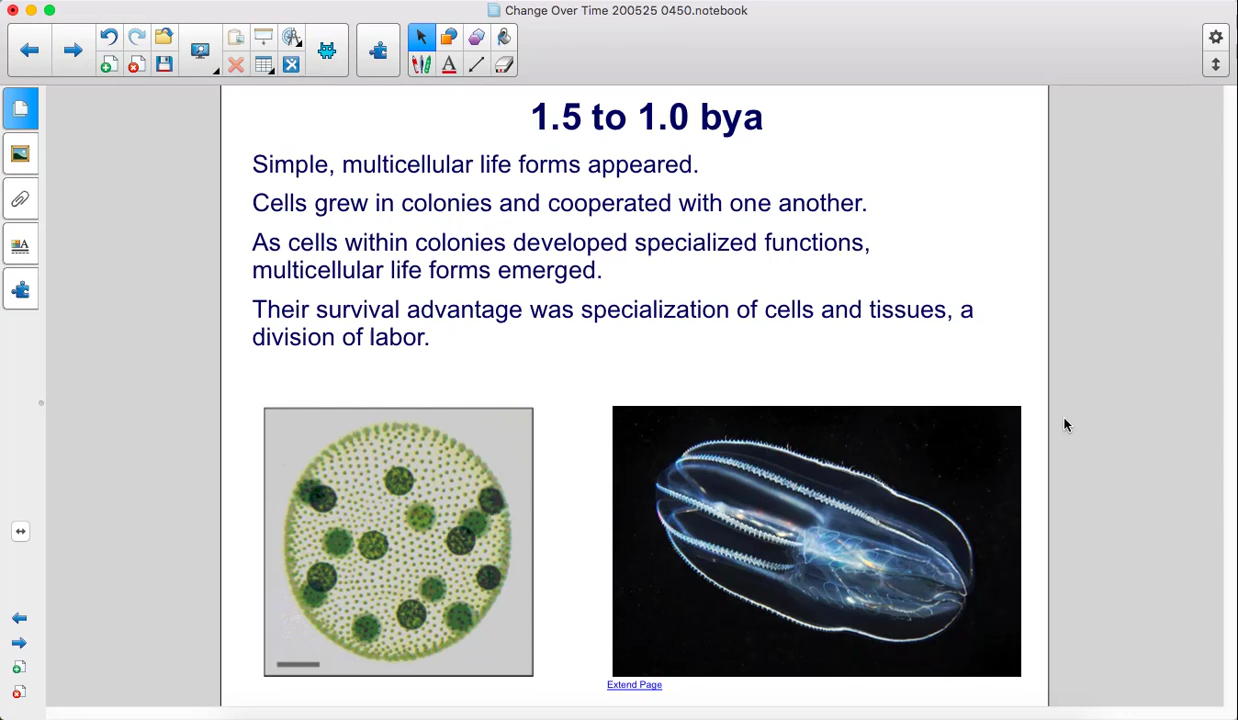 Change Over Time 200525 0450.notebook
1.5 to 1.0 bya
Simple, multicellular life forms appeared.
Cells grew in colonies and cooperated with one another.
As cells within colonies developed specialized functions,
multicellular life forms emerged.
Their survival advantage was specialization of cells and tissues, a
division of labor.
Extend Page